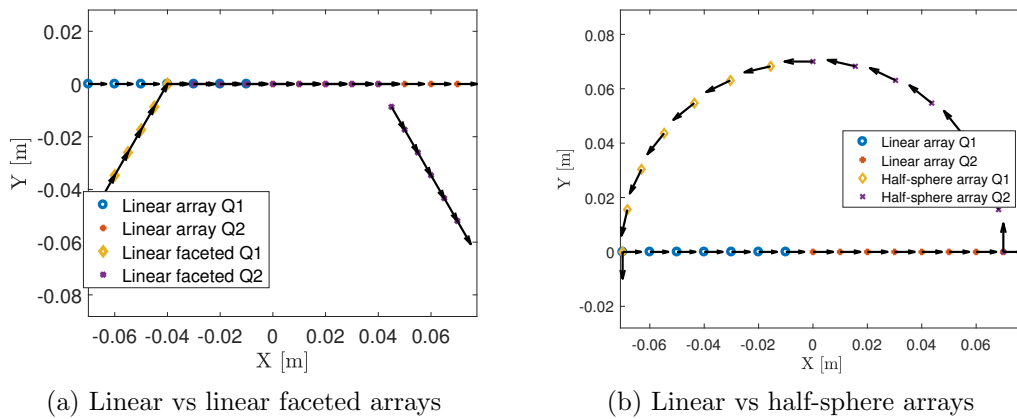 0
-0.02
-0.04
-0.06
-0.08
Y [m]
-0.06 -0.04 -0.02 0 0.02 0.04 0.06
X [m]
Linear array Q1
Linear array Q2
Linear faceted Q1
Linear faceted Q2
(a) Linear vs linear faceted arrays
0.08
0.06
0.04
0.02
0
-0.02
Y [m]
-0.06 -0.04 -0.02 0 0.02 0.04 0.06
X [m]
Linear array Q1
Linear array Q2
Half-sphere array Q1
Half-sphere array Q2
(b) Linear vs half-sphere arrays